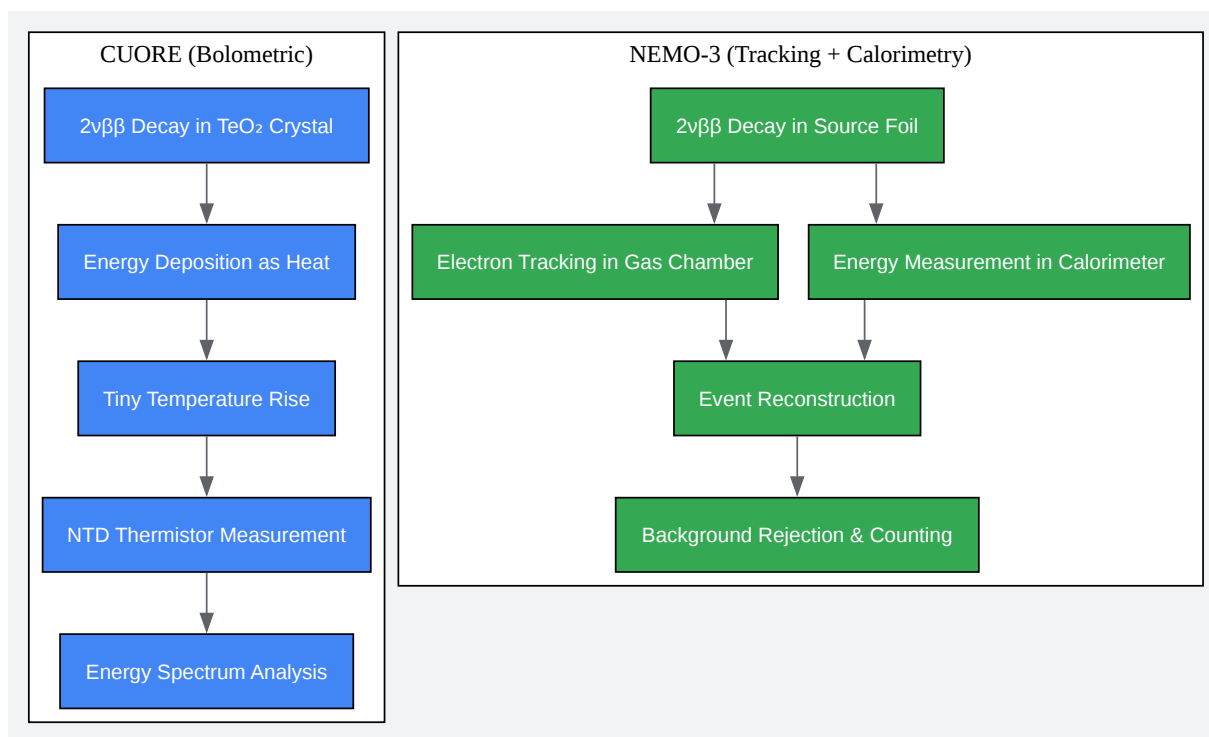 CUORE (Bolometric)
2νββ Decay in TeO₂ Crystal
Energy Deposition as Heat
Tiny Temperature Rise
NTD Thermistor Measurement
Energy Spectrum Analysis
NEMO-3 (Tracking + Calorimetry)
2νββ Decay in Source Foil
Electron Tracking in Gas Chamber
Energy Measurement in Calorimeter
Event Reconstruction
Background Rejection & Counting